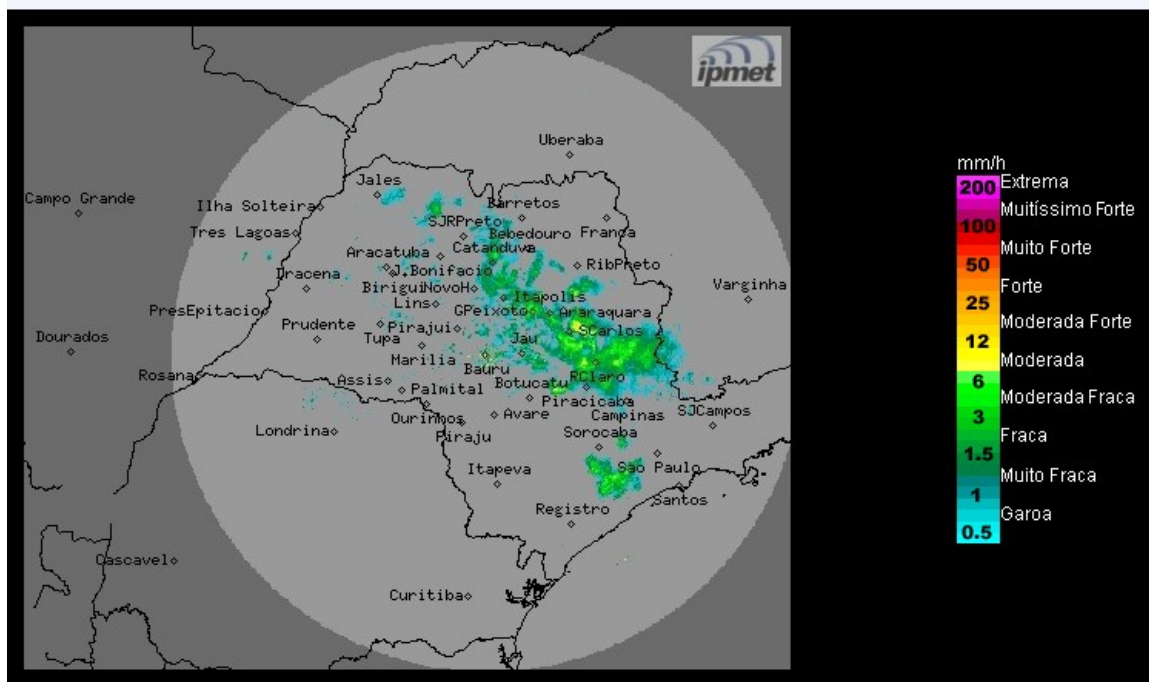 ipmet
Uberaba
Jales
Campo Grande
Ilha Solteira
Barretos
SJRPreto
Tres Lagoas
Bebedouro
Franca
Catanduva
Aracatuba
J.Bonifacio
RibPreto
Dracena
Birigui
NovoH
Itapolis
Varginha
Lins
GPeixoto
Araraquara
PresEpitacio
Prudente
Pirajui
SCarlos
Dourados
Tupa
Jau
Marilia
Bauru
Rosana
Assis
Botucatu
RClaro
Palmital
Piracicaba
Ourinhos
Avare
Campinas
SJCampos
Londrina
Piraju
Sorocaba
Itapeva
Sao Paulo
Santos
Registro
Cascavel
Curitiba
mm/h
200 Extrema
Muitíssimo Forte
100
Muito Forte
50
Forte
25
Moderada Forte
12
Moderada
6
Moderada Fraca
3
Fraca
1.5
Muito Fraca
1
Garoa
0.5